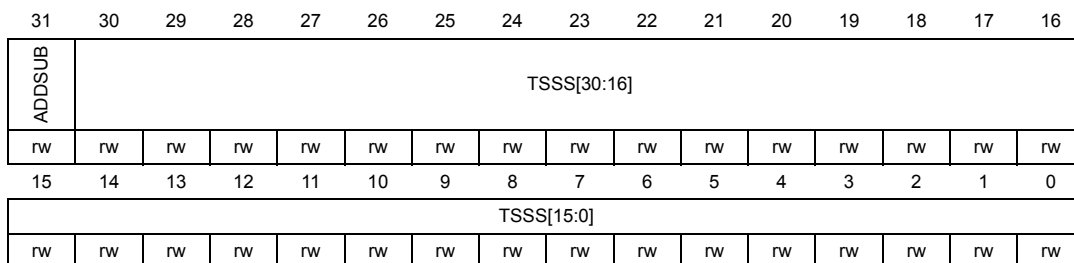 31 30 29 28 27 26 25 24 23 22 21 20 19 18 17 16
ADDSUB TSSS[30:16]
rw rw rw rw rw rw rw rw rw rw rw rw rw rw rw rw
15 14 13 12 11 10 9 8 7 6 5 4 3 2 1 0
TSSS[15:0]
rw rw rw rw rw rw rw rw rw rw rw rw rw rw rw rw